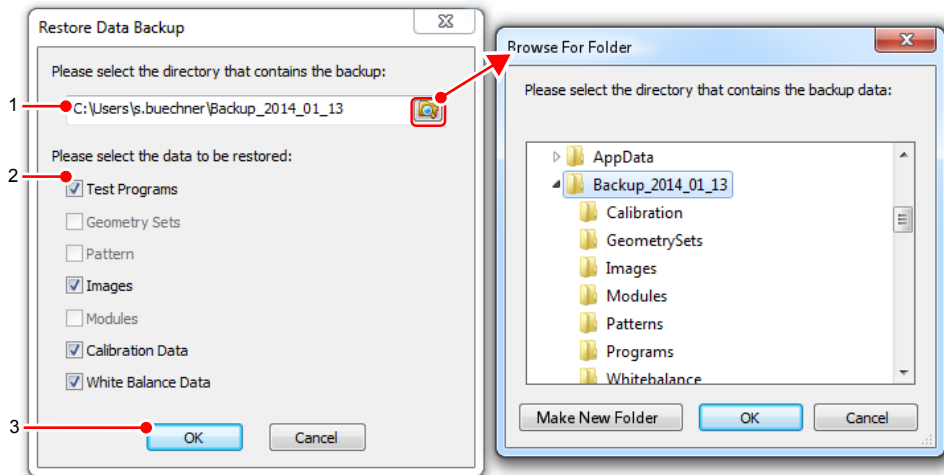 Restore Data Backup
Please select the directory that contains the backup:
1
C:\Users\s.buechner\Backup_2014_01_13
Please select the data to be restored:
2
Test Programs
Geometry Sets
Pattern
Images
Modules
Calibration Data
White Balance Data
3
OK
Cancel
Browse For Folder
Please select the directory that contains the backup data:
AppData
Backup_2014_01_13
Calibration
GeometrySets
Images
Modules
Patterns
Programs
Whitebalance
Make New Folder
OK
Cancel